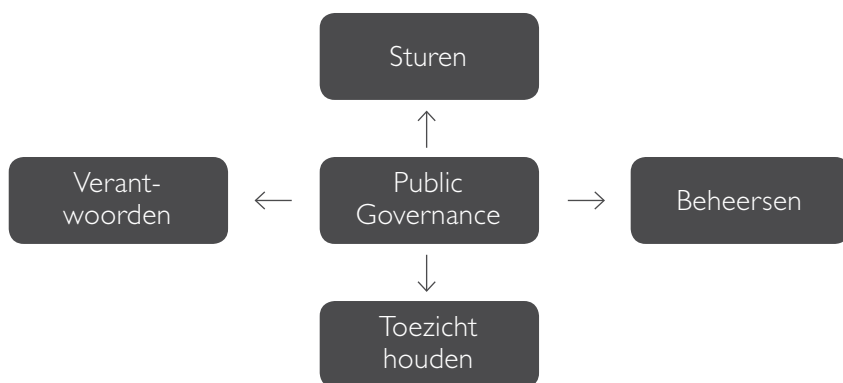 Sturen
Verant-
woorden
Public
Governance
Beheersen
Toezicht
houden